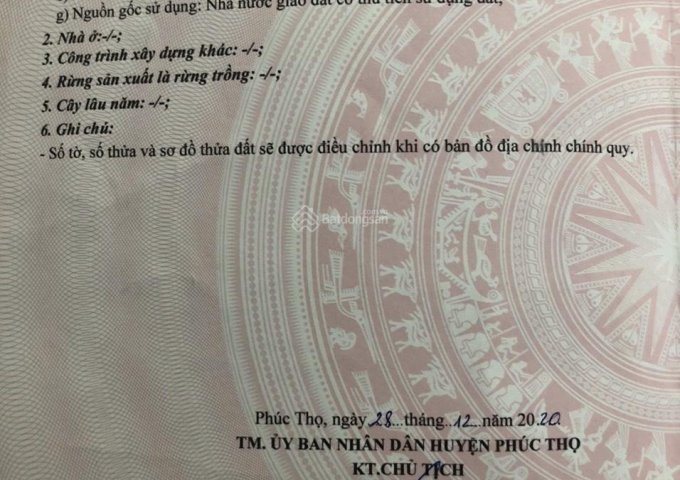 g) Nguồn gốc sử dụng: Nhà nước giao đất có thu tiền sử dụng đất;
2. Nhà ở:-/-;
3. Công trình xây dựng khác: -/-;
4. Rừng sản xuất là rừng trồng: -/-;
5. Cây lâu năm: -/-;
6. Ghi chú:
- Số tờ, số thửa và sơ đồ thửa đất sẽ được điều chỉnh khi có bản đồ địa chính chính quy.
Batdongsan
.com.vn
Phúc Thọ, ngày 28 tháng 12 năm 2020
TM. ỦY BAN NHÂN DÂN HUYỆN PHÚC THỌ
KT.CHỦ TỊCH